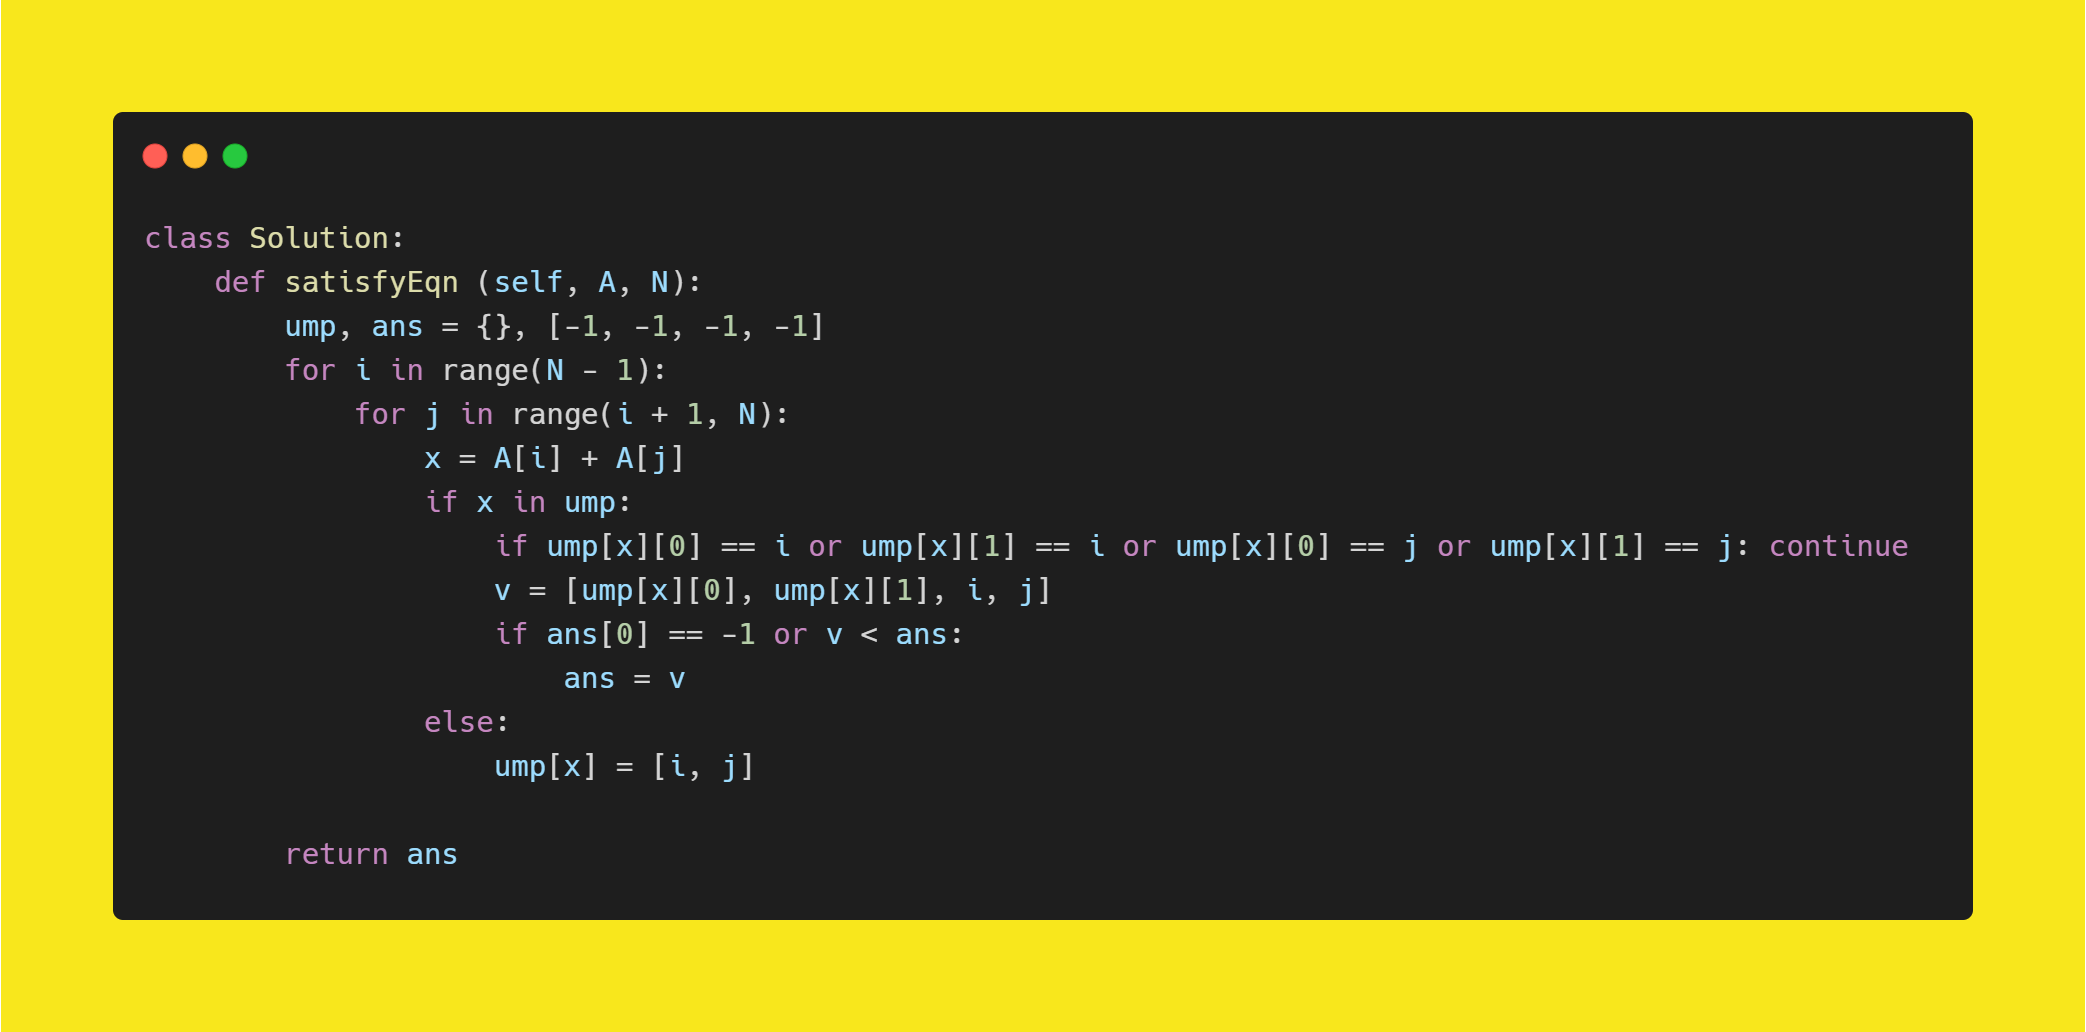 class Solution:
    def satisfyEqn (self, A, N):
        ump, ans = {}, [-1, -1, -1, -1]
        for i in range(N - 1):
            for j in range(i + 1, N):
                x = A[i] + A[j]
                if x in ump:
                    if ump[x][0] == i or ump[x][1] == i or ump[x][0] == j or ump[x][1] == j: continue
                    v = [ump[x][0], ump[x][1], i, j]
                    if ans[0] == -1 or v < ans:
                        ans = v
                else:
                    ump[x] = [i, j]

        return ans